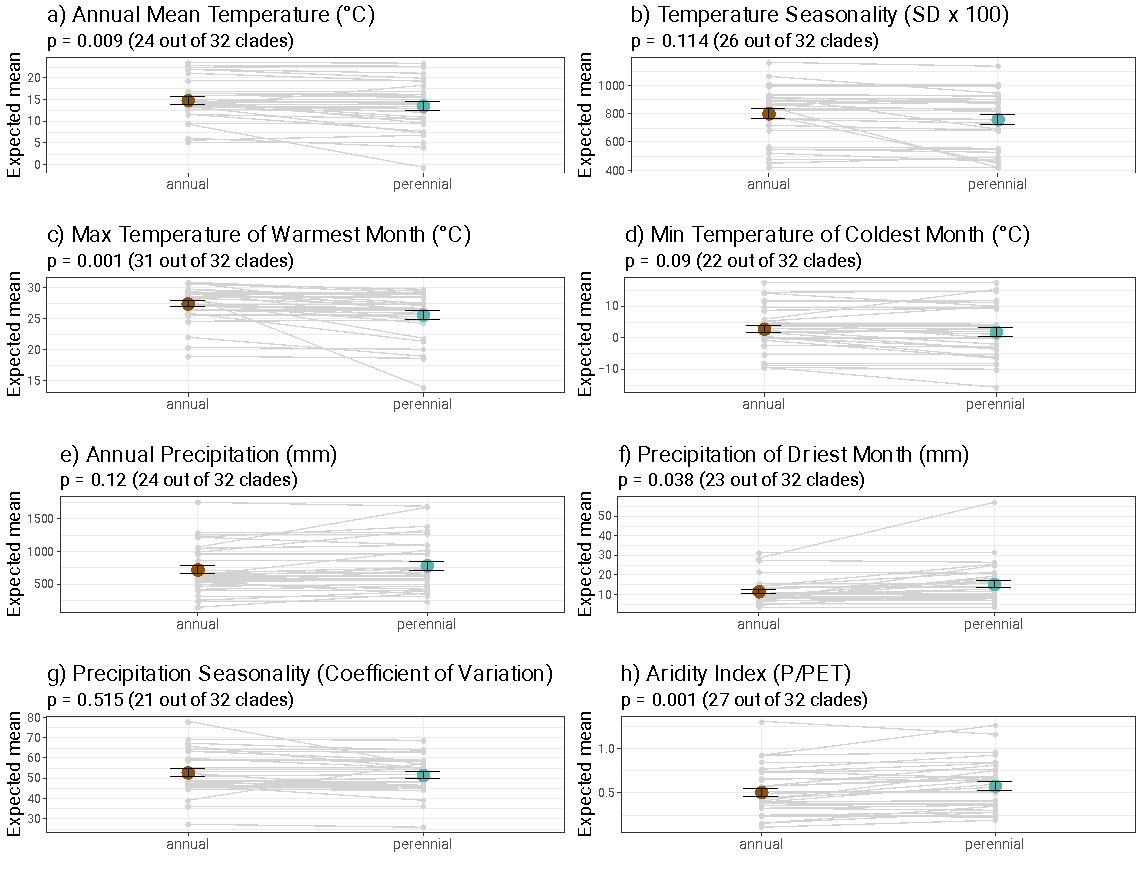 a) Annual Mean Temperature (°C)
p = 0.009 (24 out of 32 clades)
Expected mean
20
15
10
5
0
annual
perennial
b) Temperature Seasonality (SD x 100)
p = 0.114 (26 out of 32 clades)
Expected mean
1000
800
600
400
annual
perennial
c) Max Temperature of Warmest Month (°C)
p = 0.001 (31 out of 32 clades)
Expected mean
30
25
20
15
annual
perennial
d) Min Temperature of Coldest Month (°C)
p = 0.09 (22 out of 32 clades)
Expected mean
10
0
−10
annual
perennial
e) Annual Precipitation (mm)
p = 0.12 (24 out of 32 clades)
Expected mean
1500
1000
500
annual
perennial
f) Precipitation of Driest Month (mm)
p = 0.038 (23 out of 32 clades)
Expected mean
50
40
30
20
10
annual
perennial
g) Precipitation Seasonality (Coefficient of Variation)
p = 0.515 (21 out of 32 clades)
Expected mean
80
70
60
50
40
30
annual
perennial
h) Aridity Index (P/PET)
p = 0.001 (27 out of 32 clades)
Expected mean
1.0
0.5
annual
perennial